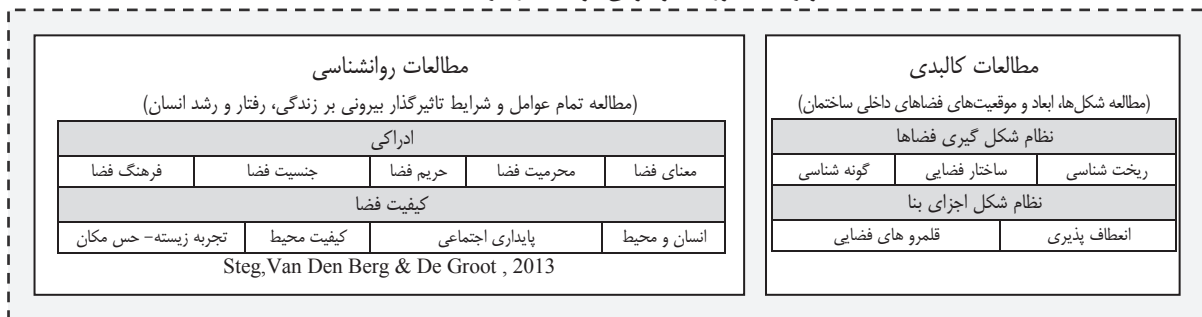 مطالعات کالبدی
(مطالعه شکل‌ها، ابعاد و موقعیت‌های فضاهای داخلی ساختمان)
نظام شکل گیری فضاها
ریخت شناسی ساختار فضایی گونه شناسی
نظام شکل اجزای بنا
انعطاف پذیری قلمرو های فضایی
مطالعات روانشناسی
(مطالعه تمام عوامل و شرایط تاثیرگذار بیرونی بر زندگی، رفتار و رشد انسان)
ادراکی
معنای فضا محرمیت فضا حریم فضا جنسیت فضا فرهنگ فضا
کیفیت فضا
انسان و محیط پایداری اجتماعی کیفیت محیط تجربه زیسته- حس مکان
Steg,Van Den Berg & De Groot , 2013